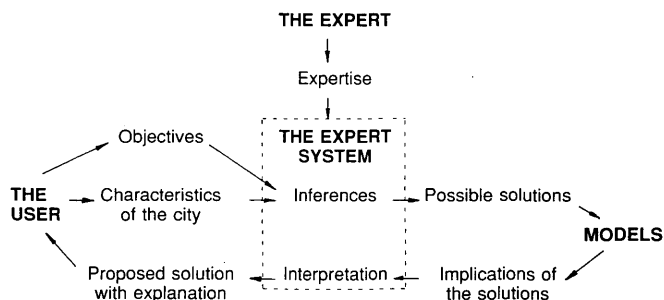 THE EXPERT
Expertise
THE EXPERT
SYSTEM
Objectives
THE
USER
Characteristics
of the city
Inferences
Possible solutions
MODELS
Proposed solution
with explanation
Interpretation
Implications of
the solutions